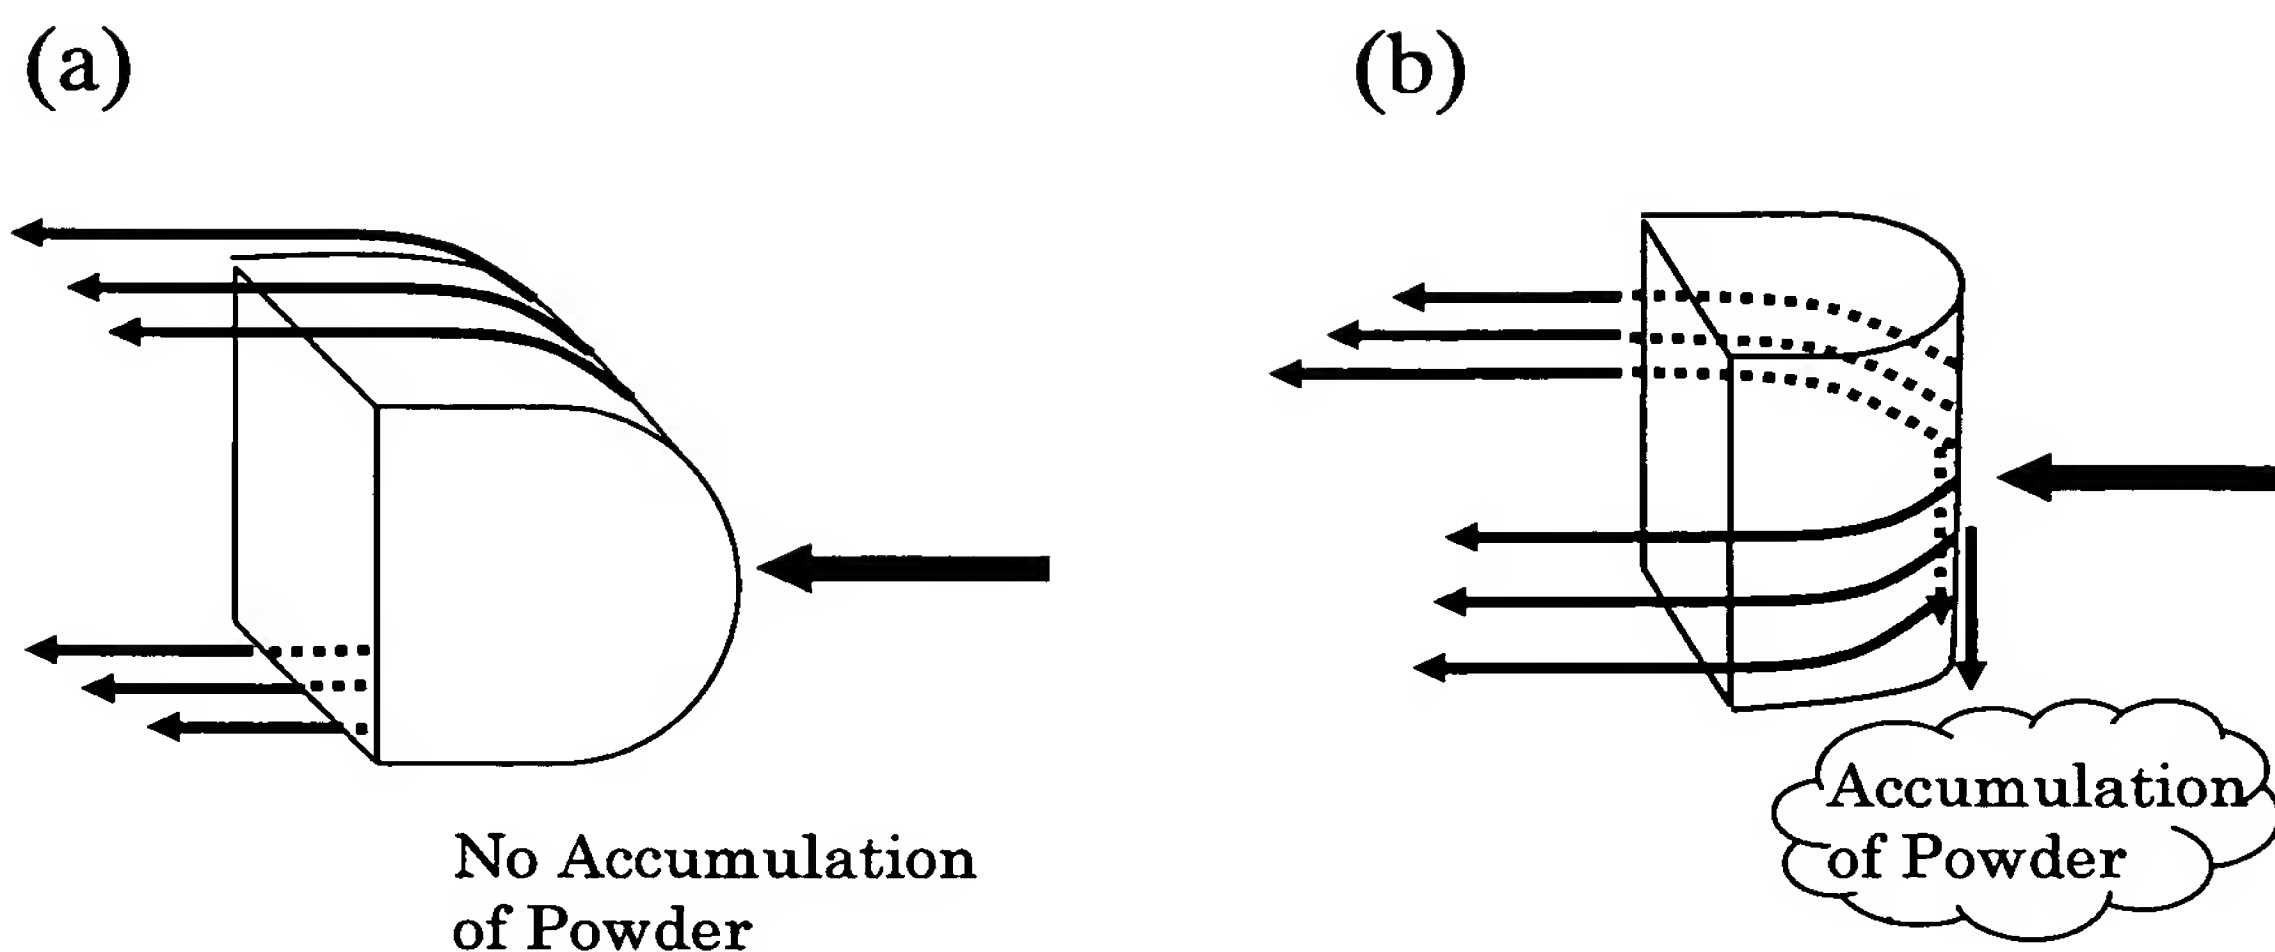 (a)
(b)
No Accumulation
of Powder
Accumulation
of Powder